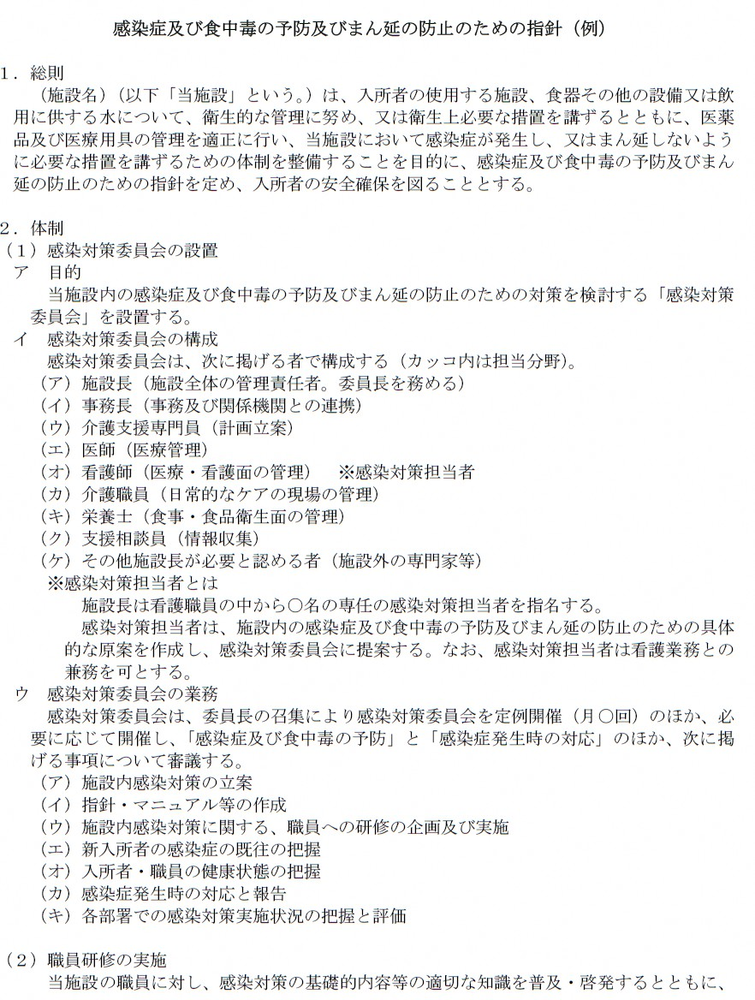 感染症及び食中毒の予防及びまん延の防止のための指針（例）
１．総則
（施設名）（以下「当施設」という。）は、入所者の使用する施設、食器その他の設備又は飲
用に供する水について、衛生的な管理に努め、又は衛生上必要な措置を講ずるとともに、医薬
品及び医療用具の管理を適正に行い、当施設において感染症が発生し、又はまん延しないよう
に必要な措置を講ずるための体制を整備することを目的に、感染症及び食中毒の予防及びまん
延の防止のための指針を定め、入所者の安全確保を図ることとする。
２．体制
（１）感染対策委員会の設置
ア　目的
当施設内の感染症及び食中毒の予防及びまん延の防止のための対策を検討する「感染対策
委員会」を設置する。
イ　感染対策委員会の構成
感染対策委員会は、次に掲げる者で構成する（カッコ内は担当分野）。
（ア）施設長（施設全体の管理責任者。委員長を務める）
（イ）事務長（事務及び関係機関との連携）
（ウ）介護支援専門員（計画立案）
（エ）医師（医療管理）
（オ）看護師（医療・看護面の管理）　※感染対策担当者
（カ）介護職員（日常的なケアの現場の管理）
（キ）栄養士（食事・食品衛生面の管理）
（ク）支援相談員（情報収集）
（ケ）その他施設長が必要と認める者（施設外の専門家等）
※感染対策担当者とは
施設長は看護職員の中から〇名の専任の感染対策担当者を指名する。
感染対策担当者は、施設内の感染症及び食中毒の予防及びまん延の防止のための具体
的な原案を作成し、感染対策委員会に提案する。なお、感染対策担当者は看護業務との
兼務を可とする。
ウ　感染対策委員会の業務
感染対策委員会は、委員長の召集により感染対策委員会を定例開催（月〇回）のほか、必
要に応じて開催し、「感染症及び食中毒の予防」と「感染症発生時の対応」のほか、次に掲
げる事項について審議する。
（ア）施設内感染対策の立案
（イ）指針・マニュアル等の作成
（ウ）施設内感染対策に関する、職員への研修の企画及び実施
（エ）新入所者の感染症の既往の把握
（オ）入所者・職員の健康状態の把握
（カ）感染症発生時の対応と報告
（キ）各部署での感染対策実施状況の把握と評価
（２）職員研修の実施
当施設の職員に対し、感染対策の基礎的内容等の適切な知識を普及・啓発するとともに、